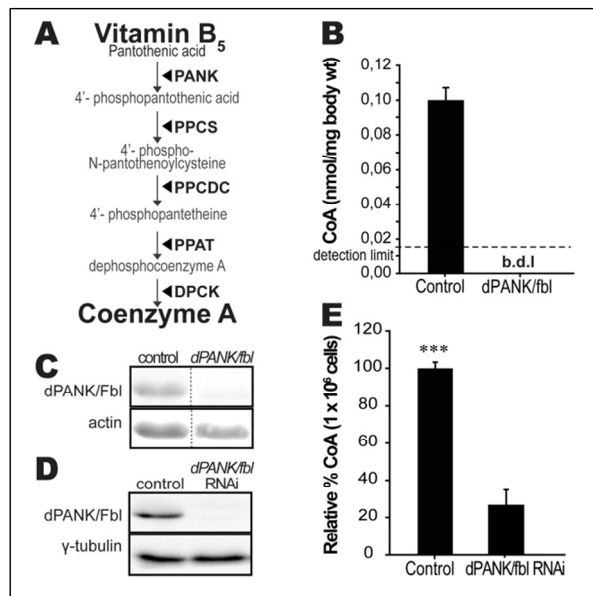 A
Vitamin B5
Pantothenic acid
◀PANK
4'- phosphopantothenic acid
◀PPCS
4'- phospho-
N-pantothenoylcysteine
◀PPCDC
4'- phosphopantetheine
◀PPAT
dephosphocoenzyme A
◀DPCK
Coenzyme A
B
CoA (nmol/mg body wt)
0,12
0,10
0,08
0,06
0,04
0,02
0,00
detection limit
b.d.l
Control dPANK/fbl
C
control dPANK/fbl
dPANK/Fbl
actin
D
control dPANK/fbl
RNAi
dPANK/Fbl
γ-tubulin
E
Relative % CoA (1 x 10⁶ cells)
120
100
80
60
40
20
0
***
Control dPANK/fbl RNAi